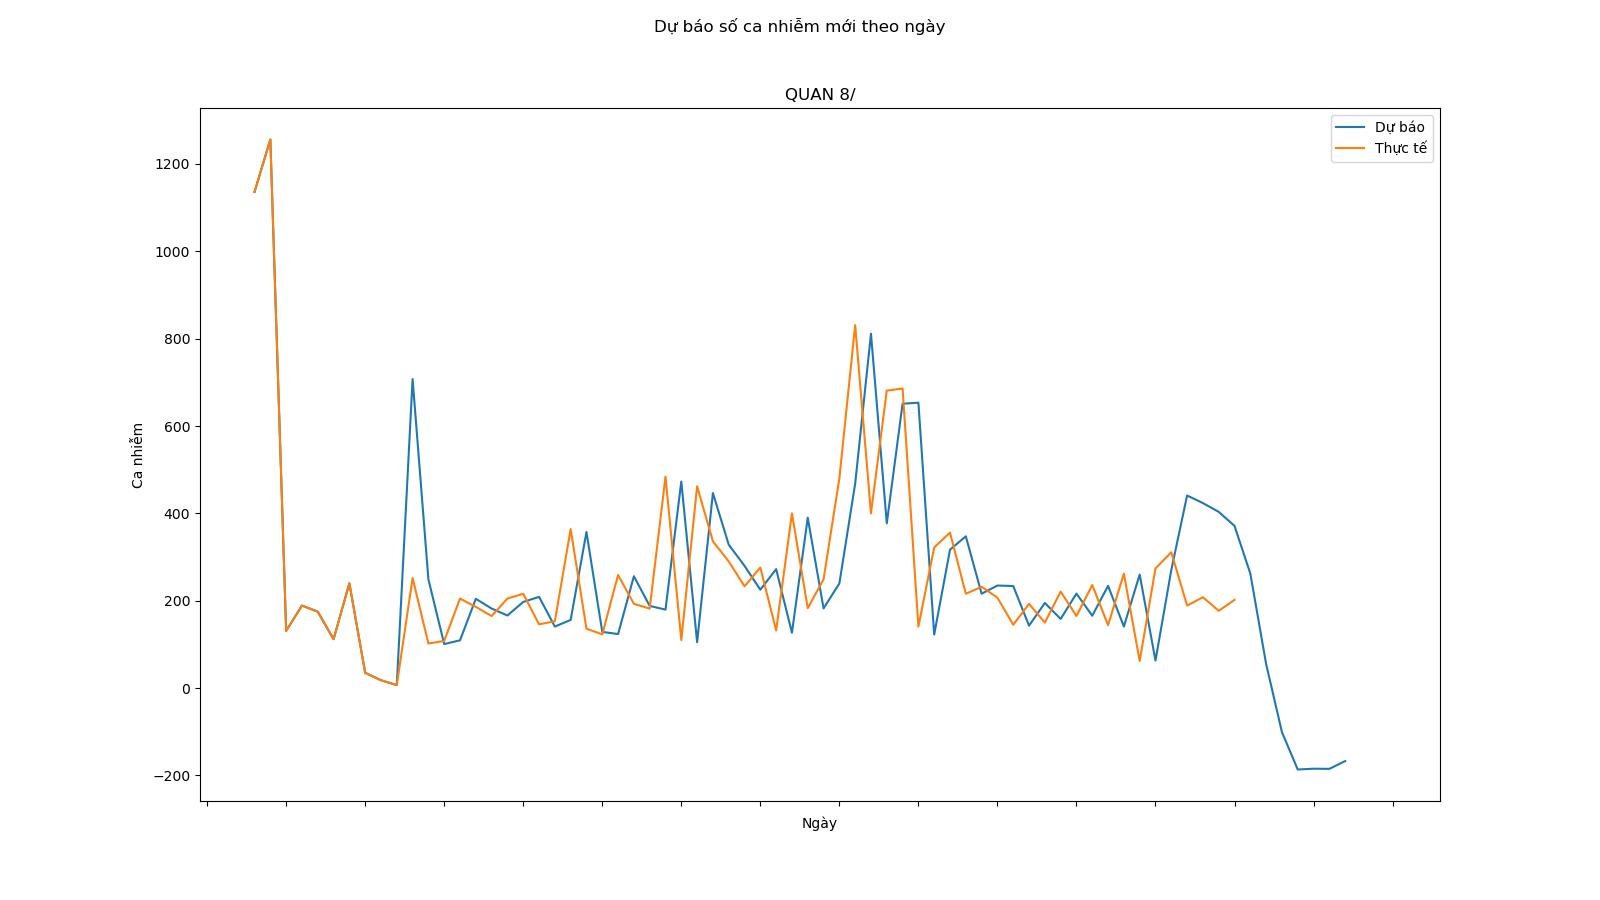 Dự báo số ca nhiễm mới theo ngày
QUAN 8/
Dự báo
Thực tế
1200
1000
800
600
400
200
0
−200
Ca nhiễm
Ngày